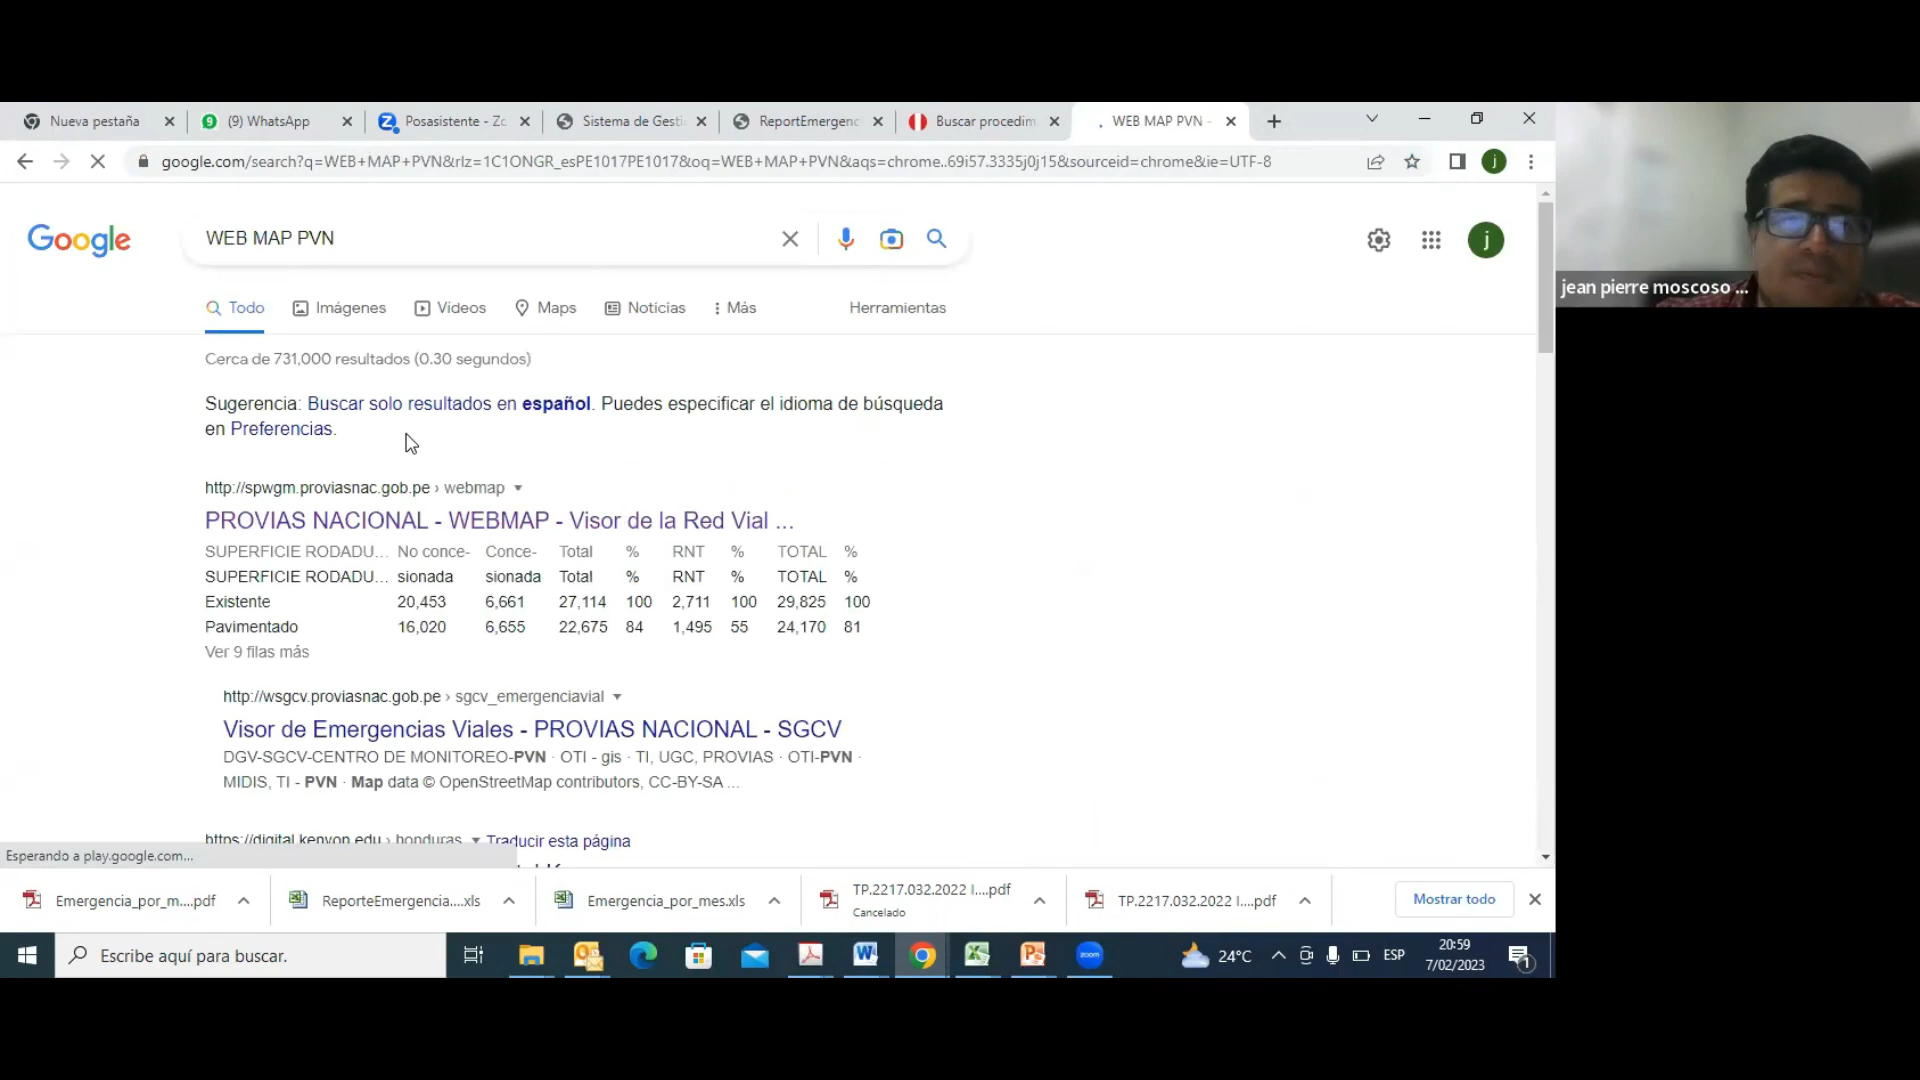 Nueva pestaña
(9) WhatsApp
Posasistente - Zc
Sistema de Gesti
ReportEmergenc
Buscar procedim
WEB MAP PVN -
google.com/search?q=WEB+MAP+PVN&rlz=1C1ONGR_esPE1017PE1017&oq=WEB+MAP+PVN&aqs=chrome..69i57.3335j0j15&sourceid=chrome&ie=UTF-8
j
Google
WEB MAP PVN
j
Todo
Imágenes
Videos
Maps
Noticias
Más
Herramientas
Cerca de 731,000 resultados (0.30 segundos)
Sugerencia: Buscar solo resultados en español. Puedes especificar el idioma de búsqueda
en Preferencias.
http://spwgm.proviasnac.gob.pe › webmap
PROVIAS NACIONAL - WEBMAP - Visor de la Red Vial ...
SUPERFICIE RODADU... No conce- Conce- Total % RNT % TOTAL %
SUPERFICIE RODADU... sionada sionada Total % RNT % TOTAL %
Existente 20,453 6,661 27,114 100 2,711 100 29,825 100
Pavimentado 16,020 6,655 22,675 84 1,495 55 24,170 81
Ver 9 filas más
http://wsgcv.proviasnac.gob.pe › sgcv_emergenciavial
Visor de Emergencias Viales - PROVIAS NACIONAL - SGCV
DGV-SGCV-CENTRO DE MONITOREO-PVN · OTI - gis · TI, UGC, PROVIAS · OTI-PVN ·
MIDIS, TI - PVN · Map data © OpenStreetMap contributors, CC-BY-SA ...
https://digital.kenyon.edu › honduras Traducir esta página
Esperando a play.google.com...
Emergencia_por_m....pdf
ReporteEmergencia....xls
Emergencia_por_mes.xls
TP.2217.032.2022 I....pdf
Cancelado
TP.2217.032.2022 I....pdf
Mostrar todo
Escribe aquí para buscar.
zoom
24°C
ESP
20:59
7/02/2023
1
jean pierre moscoso ...